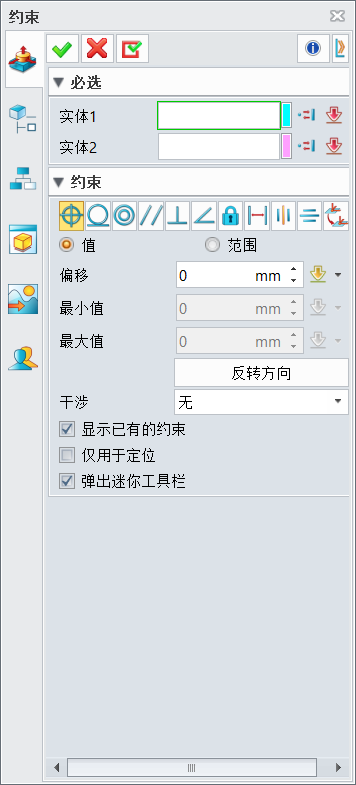 约束
必选
实体1
实体2
约束
值 范围
偏移 0 mm
最小值 0 mm
最大值 0 mm
反转方向
干涉 无
显示已有的约束
仅用于定位
弹出迷你工具栏